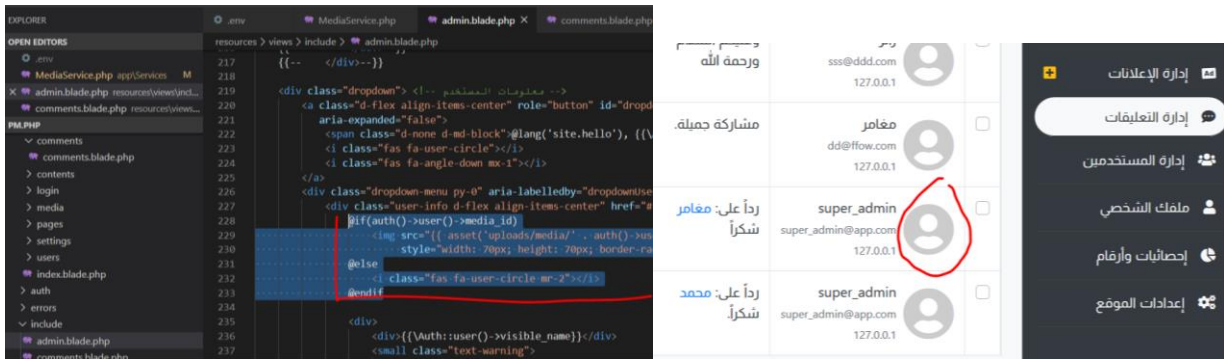 EXPLORER
OPEN EDITORS
.env
MediaService.php app\Services M
admin.blade.php resources\views\incl...
comments.blade.php resources\views...
PM.PHP
comments
comments.blade.php
contents
login
media
pages
settings
users
index.blade.php
auth
errors
include
admin.blade.php
comments.blade.php
.env
MediaService.php
admin.blade.php
comments.blade.php
resources > views > include > admin.blade.php
217 {{-- </div>--}}
218
219 <div class="dropdown"> <!-- معلومات المستخدم -->
220 <a class="d-flex align-items-center" role="button" id="dropd
221 aria-expanded="false">
222 <span class="d-none d-md-block">@lang('site.hello'), {{\
223 <i class="fas fa-user-circle"></i>
224 <i class="fas fa-angle-down mx-1"></i>
225 </a>
226 <div class="dropdown-menu py-0" aria-labelledby="dropdownUse
227 <div class="user-info d-flex align-items-center" href="#
228 @if(auth()->user()->media_id)
229 <img src="{{ asset('uploads/media/' . auth()->us
230 style="width: 70px; height: 70px; border-ra
231 @else
232 <i class="fas fa-user-circle mr-2"></i>
233 @endif
234
235 <div>
236 <div>{{\Auth::user()->visible_name}}</div>
237 <small class="text-warning">
إدارة الإعلانات
إدارة التعليقات
إدارة المستخدمين
ملفك الشخصي
إحصائيات وأرقام
إعدادات الموقع
sss@ddd.com
127.0.0.1
ورحمة الله
مغامر
dd@ffow.com
127.0.0.1
مشاركة جميلة.
super_admin
super_admin@app.com
127.0.0.1
رداً على: مغامر
شكراً
super_admin
super_admin@app.com
127.0.0.1
رداً على: محمد
شكراً.